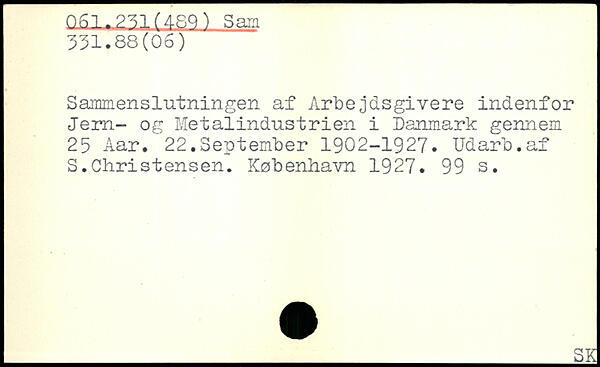 061.231(489) Sam
331.88(06)
Sammenslutningen af Arbejdsgivere indenfor
Jern- og Metalindustrien i Danmark gennem
25 Aar. 22.September 1902-1927. Udarb.af
S.Christensen. København 1927. 99 s.
SK